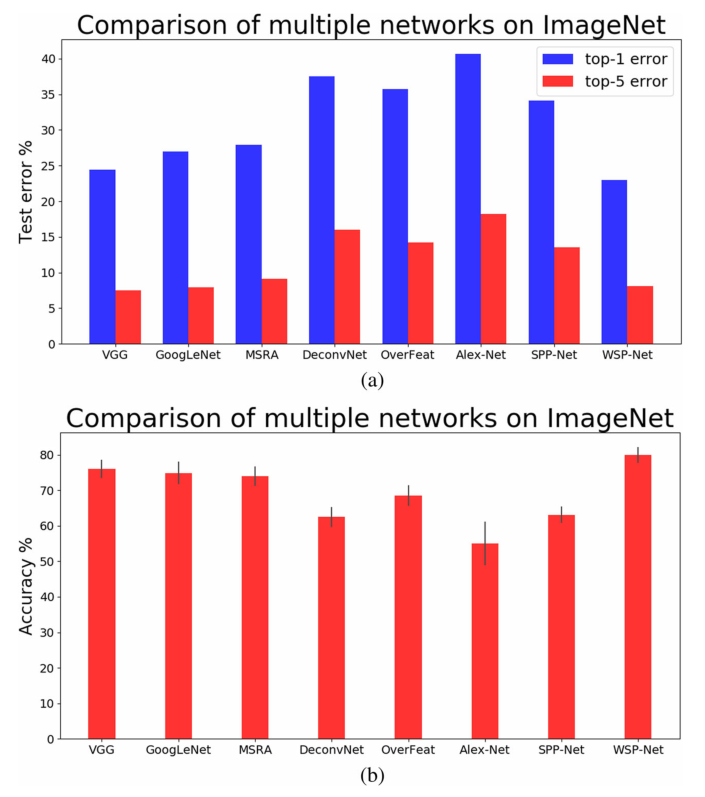 Comparison of multiple networks on ImageNet
top-1 error
top-5 error
Test error %
40
35
30
25
20
15
10
5
0
VGG GoogLeNet MSRA DeconvNet OverFeat Alex-Net SPP-Net WSP-Net
(a)
Comparison of multiple networks on ImageNet
Accuracy %
80
70
60
50
40
30
20
10
0
VGG GoogLeNet MSRA DeconvNet OverFeat Alex-Net SPP-Net WSP-Net
(b)